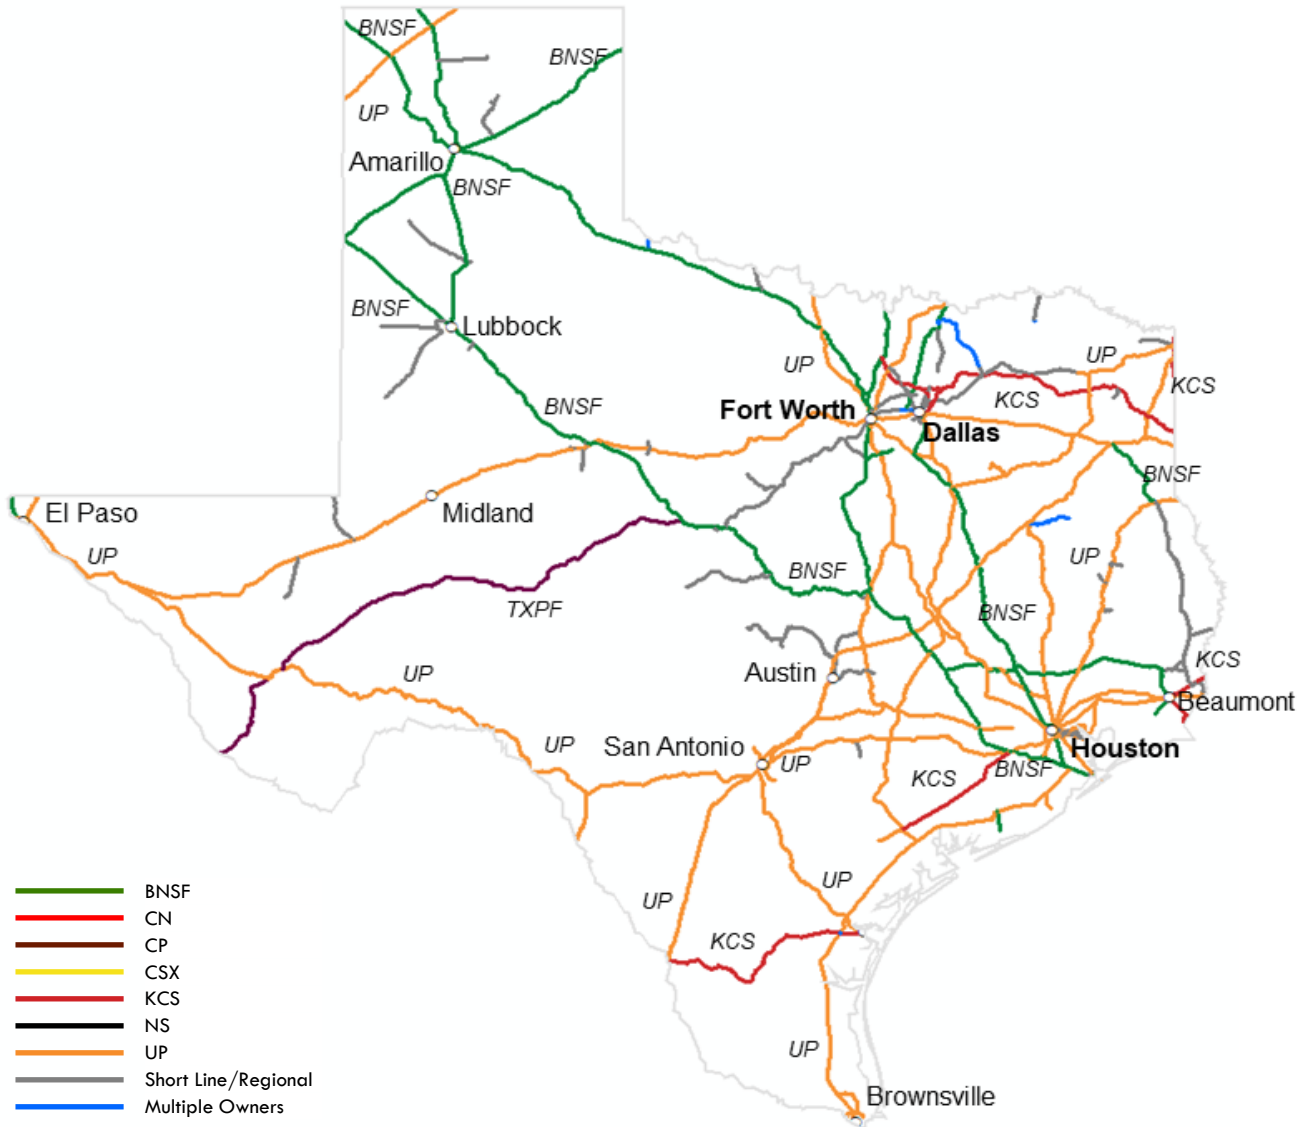 BNSF
BNSF
UP
Amarillo
BNSF
BNSF
Lubbock
UP
UP
KCS
KCS
BNSF
Fort Worth
Dallas
BNSF
El Paso
Midland
UP
UP
BNSF
TXPF
BNSF
KCS
Austin
UP
Beaumont
UP
San Antonio
UP
Houston
KCS
BNSF
UP
UP
KCS
UP
Brownsville
BNSF
CN
CP
CSX
KCS
NS
UP
Short Line/Regional
Multiple Owners